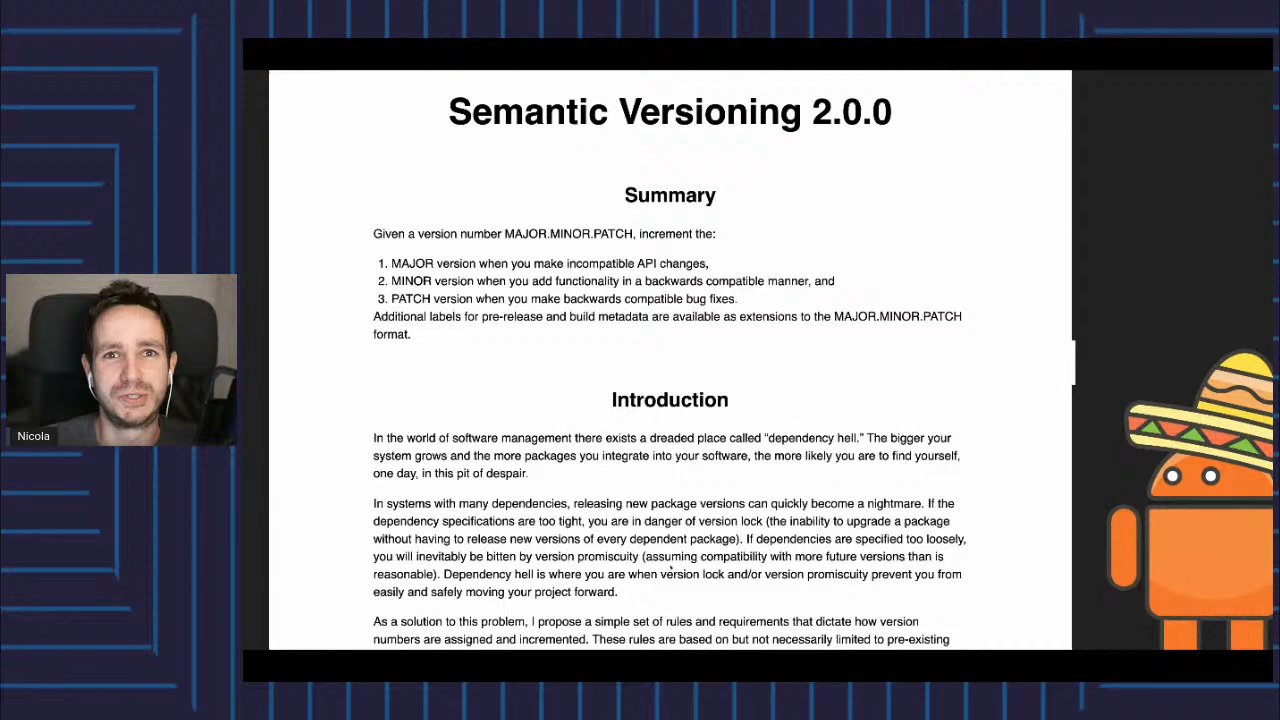 Semantic Versioning 2.0.0
Summary
Given a version number MAJOR.MINOR.PATCH, increment the:
1. MAJOR version when you make incompatible API changes,
2. MINOR version when you add functionality in a backwards compatible manner, and
3. PATCH version when you make backwards compatible bug fixes.
Additional labels for pre-release and build metadata are available as extensions to the MAJOR.MINOR.PATCH
format.
Introduction
In the world of software management there exists a dreaded place called “dependency hell.” The bigger your
system grows and the more packages you integrate into your software, the more likely you are to find yourself,
one day, in this pit of despair.
In systems with many dependencies, releasing new package versions can quickly become a nightmare. If the
dependency specifications are too tight, you are in danger of version lock (the inability to upgrade a package
without having to release new versions of every dependent package). If dependencies are specified too loosely,
you will inevitably be bitten by version promiscuity (assuming compatibility with more future versions than is
reasonable). Dependency hell is where you are when version lock and/or version promiscuity prevent you from
easily and safely moving your project forward.
As a solution to this problem, I propose a simple set of rules and requirements that dictate how version
numbers are assigned and incremented. These rules are based on but not necessarily limited to pre-existing
Nicola